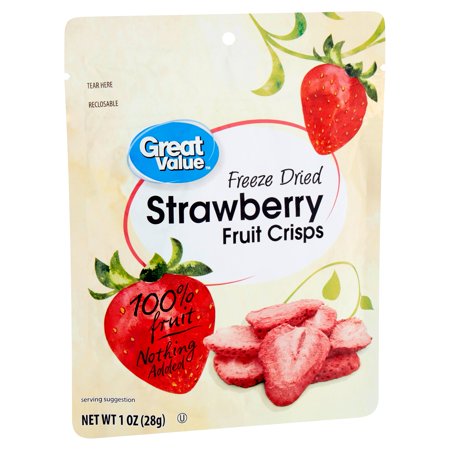 TEAR HERE
RECLOSABLE
Great
Value™
Freeze Dried
Strawberry
Fruit Crisps
100%
fruit
Nothing
Added
serving suggestion
NET WT 1 OZ (28g) U